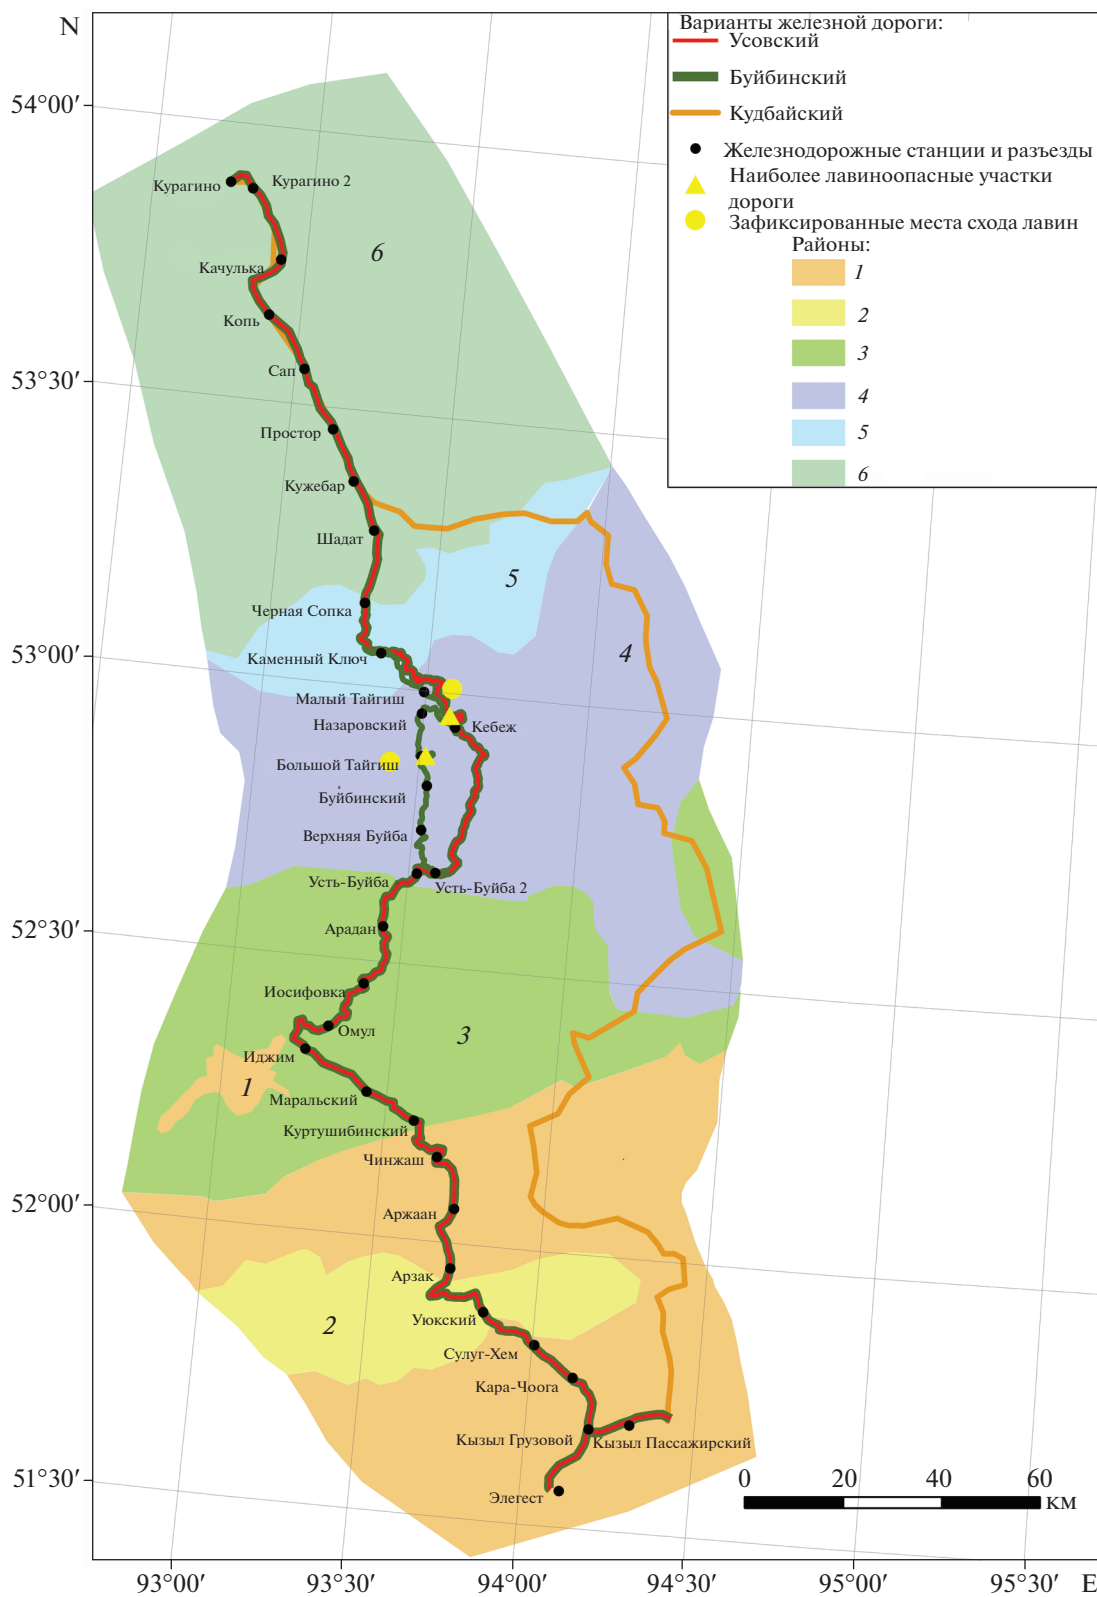 N
Варианты железной дороги:
Усовский
Буйбинский
Кудбайский
Железнодорожные станции и разъезды
Наиболее лавиноопасные участки
дороги
Зафиксированные места схода лавин
Районы:
1
2
3
4
5
6
54°00′
53°30′
53°00′
52°30′
52°00′
51°30′
Курагино
Курагино 2
6
Качулька
Копь
Сап
Простор
Кужебар
Шадат
5
Черная Сопка
4
Каменный Ключ
Малый Тайгиш
Назаровский
Кебеж
Большой Тайгиш
Буйбинский
Верхняя Буйба
Усть-Буйба
Усть-Буйба 2
Арадан
Иосифовка
Омул
3
Иджим
1
Маральский
Куртушибинский
Чинжаш
Аржаан
Арзак
Уюкский
2
Сулуг-Хем
Кара-Чоога
Кызыл Грузовой
Кызыл Пассажирский
Элегест
0 20 40 60
км
93°00′ 93°30′ 94°00′ 94°30′ 95°00′ 95°30′ E